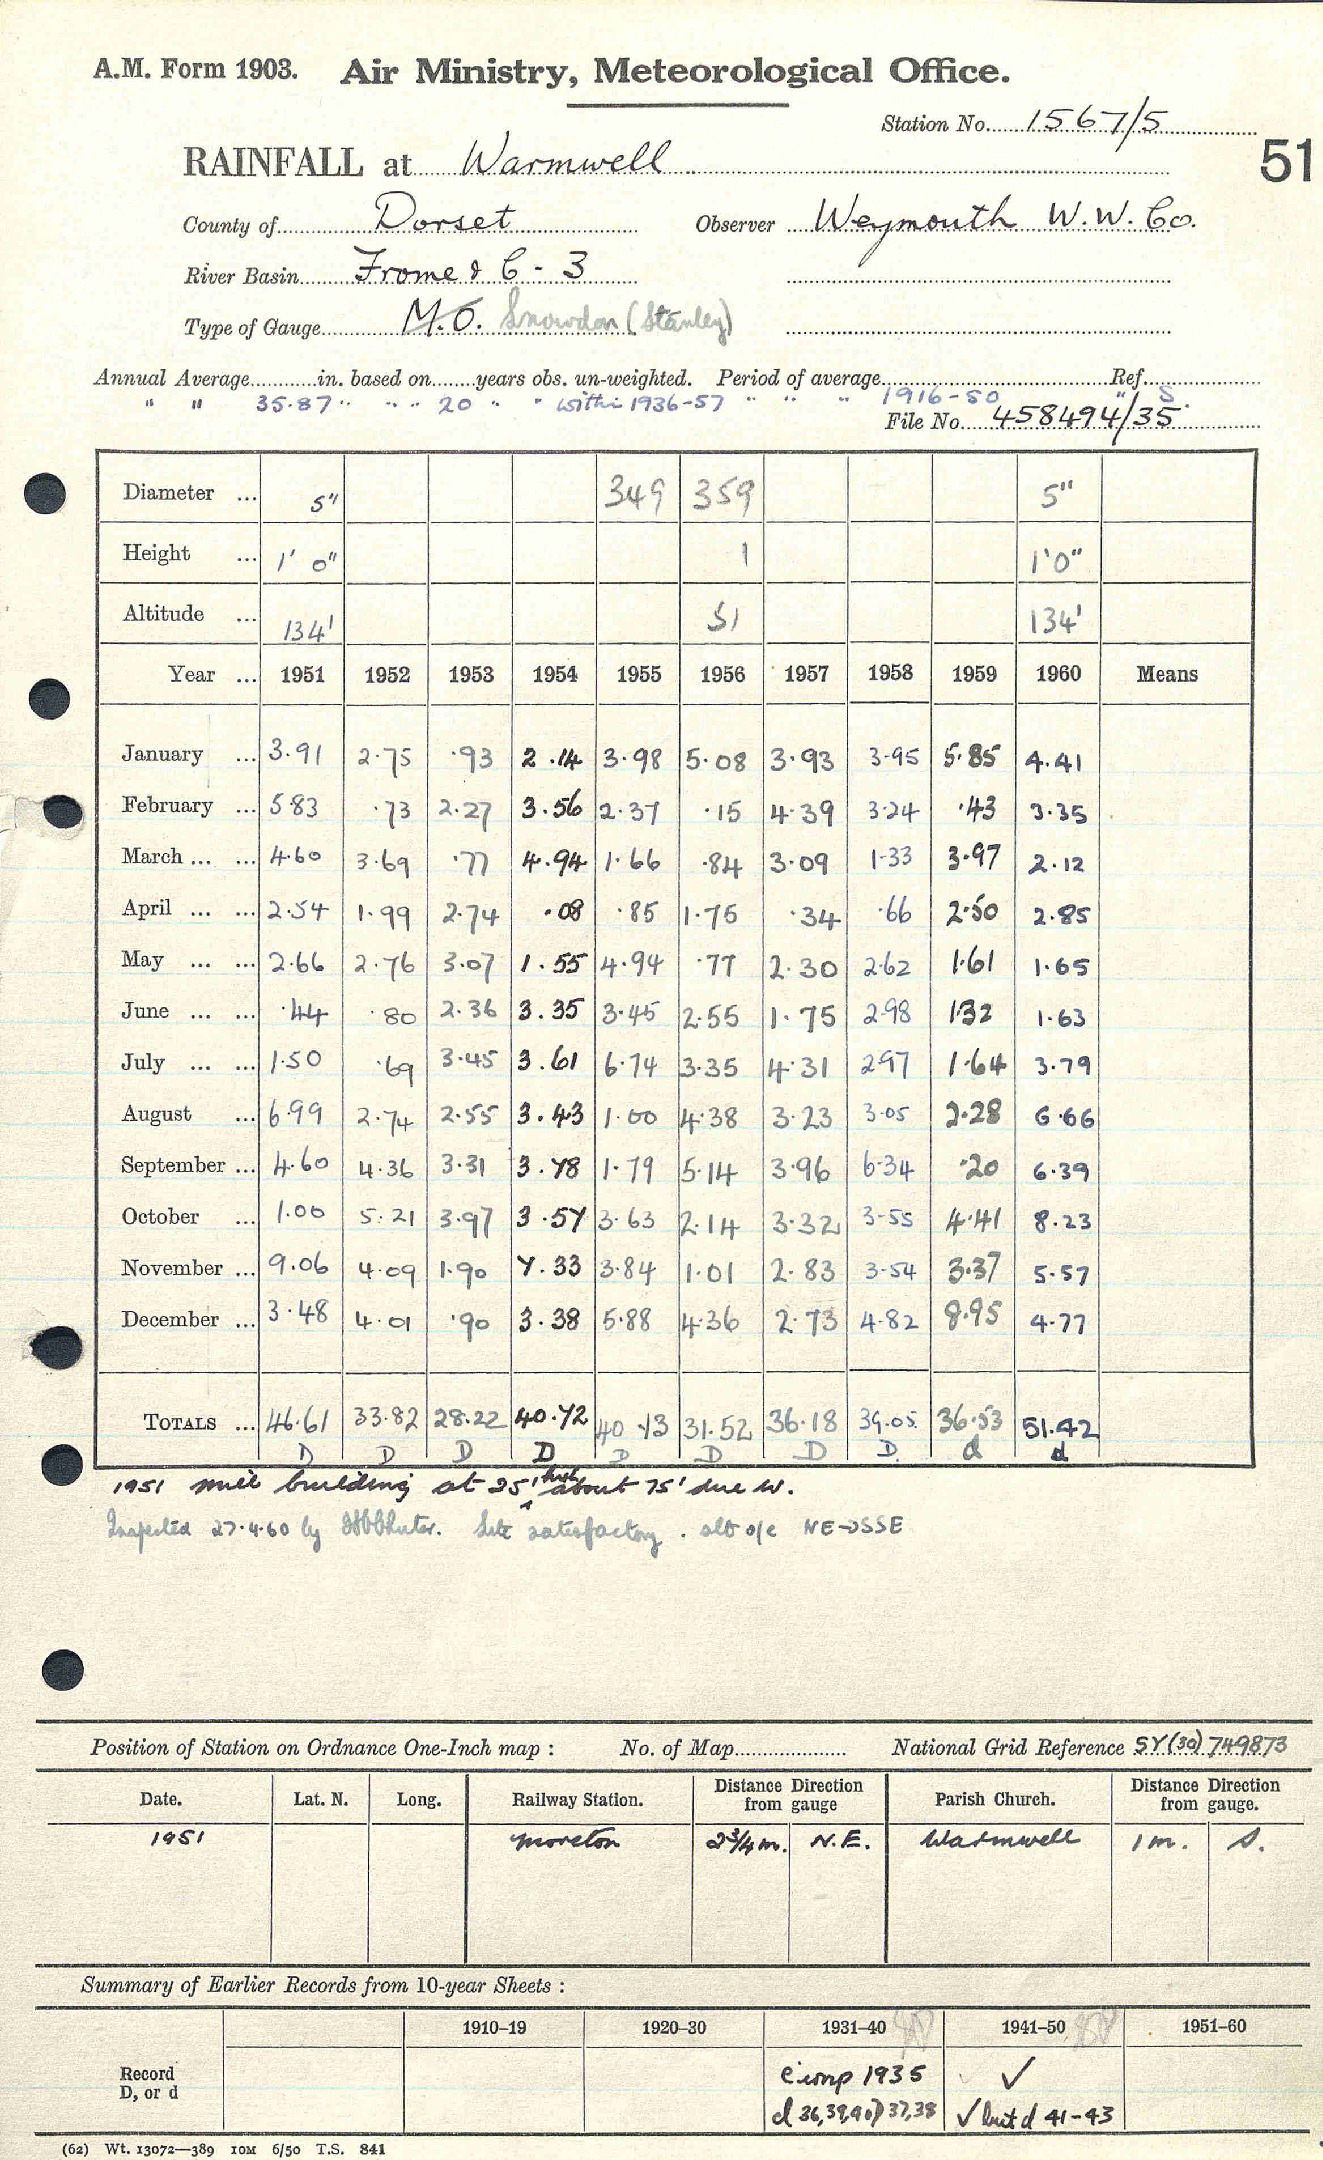 A.M. Form 1903. Air Ministry, Meteorological Office.
Station No. 1567/5
51
RAINFALL at Warmwell
County of Dorset Observer Weymouth W.W. Co.
River Basin Frome & C - 3
Type of Gauge M.O. Snowdon (Stanley)
Annual Average in. based on years obs. un-weighted. Period of average Ref.
" " 35.87 " " " 20 " " within 1936-57 " " " 1916-50 " S.
File No. 458494/35
Diameter ... 5" 349 359 5"
Height ... 1' 0" 1 1'0"
Altitude ... 134' 51 134'
Year ... 1951 1952 1953 1954 1955 1956 1957 1958 1959 1960 Means
January ... 3.91 2.75 .93 2.14 3.98 5.08 3.93 3.95 5.85 4.41
February ... 5.83 .73 2.27 3.56 2.37 .15 4.39 3.24 .43 3.35
March ... ... 4.60 3.69 .77 4.94 1.66 .84 3.09 1.33 3.97 2.12
April ... ... 2.54 1.99 2.74 .08 .85 1.75 .34 .66 2.50 2.85
May ... ... 2.66 2.76 3.07 1.55 4.94 .77 2.30 2.62 1.61 1.65
June ... ... .44 .80 2.36 3.35 3.45 2.55 1.75 2.98 1.32 1.63
July ... ... 1.50 .69 3.45 3.61 6.74 3.35 4.31 2.97 1.64 3.79
August ... 6.99 2.74 2.55 3.43 1.00 4.38 3.23 3.05 2.28 6.66
September ... 4.60 4.36 3.31 3.78 1.79 5.14 3.96 6.34 .20 6.39
October ... 1.00 5.21 3.97 3.57 3.63 2.14 3.32 3.55 4.41 8.23
November ... 9.06 4.09 1.90 7.33 3.84 1.01 2.83 3.54 3.37 5.57
December ... 3.48 4.01 .90 3.38 5.88 4.36 2.73 4.82 8.95 4.77
TOTALS ... 46.61 33.82 28.22 40.72 40.13 31.52 36.18 39.05 36.53 51.42
D D D D D D D D d d
1951 mill building at 25' high about 75' due W.
Inspected 27.4.60 by Site satisfactory. alt o/c NE→SSE
Position of Station on Ordnance One-Inch map : No. of Map National Grid Reference SY(30) 749873
Date. Lat. N. Long. Railway Station. Distance Direction from gauge Parish Church. Distance Direction from gauge.
1951 Moreton 2¾m. N.E. Warmwell 1 m. S.
Summary of Earlier Records from 10-year Sheets :
1910-19 1920-30 1931-40 1941-50 1951-60
Record D, or d
1935 ✓
d 36,39,40 D 37,38 ✓ but d 41-43
(62) Wt. 13072—389 10M 6/50 T.S. 841